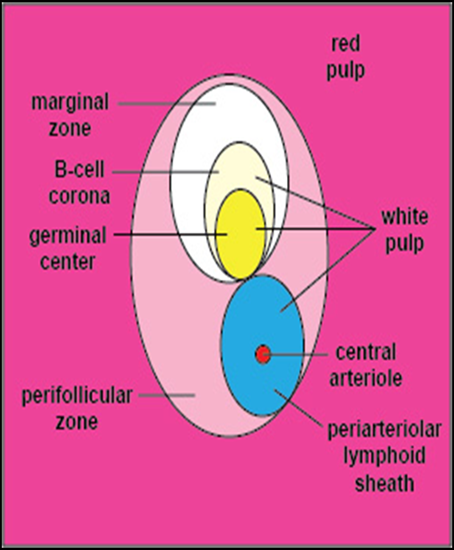 red
pulp
marginal
zone
B-cell
corona
germinal
center
white
pulp
central
arteriole
perifollicular
zone
periarteriolar
lymphoid
sheath